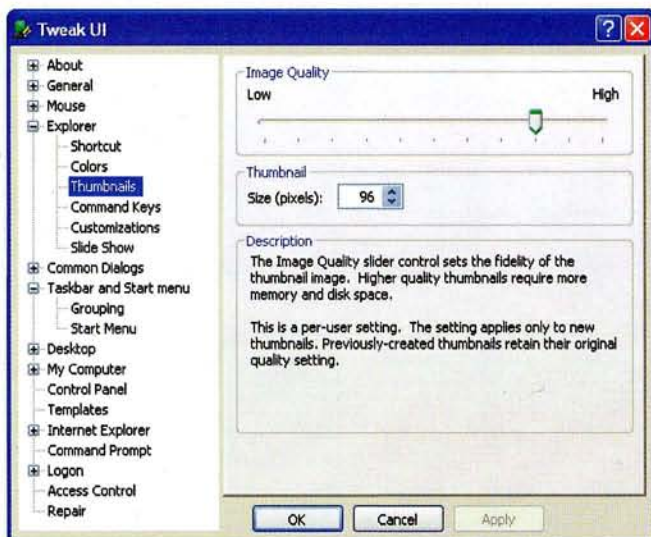 Tweak UI
About
General
Mouse
Explorer
Shortcut
Colors
Thumbnails
Command Keys
Customizations
Slide Show
Common Dialogs
Taskbar and Start menu
Grouping
Start Menu
Desktop
My Computer
Control Panel
Templates
Internet Explorer
Command Prompt
Logon
Access Control
Repair
Image Quality
Low High
Thumbnail
Size (pixels): 96
Description
The Image Quality slider control sets the fidelity of the
thumbnail image. Higher quality thumbnails require more
memory and disk space.
This is a per-user setting. The setting applies only to new
thumbnails. Previously-created thumbnails retain their original
quality setting.
OK Cancel Apply